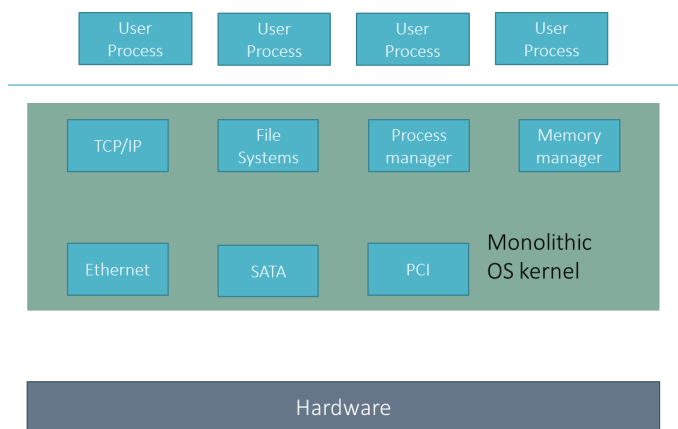 User
Process
User
Process
User
Process
User
Process
TCP/IP
File
Systems
Process
manager
Memory
manager
Ethernet
SATA
PCI
Monolithic
OS kernel
Hardware